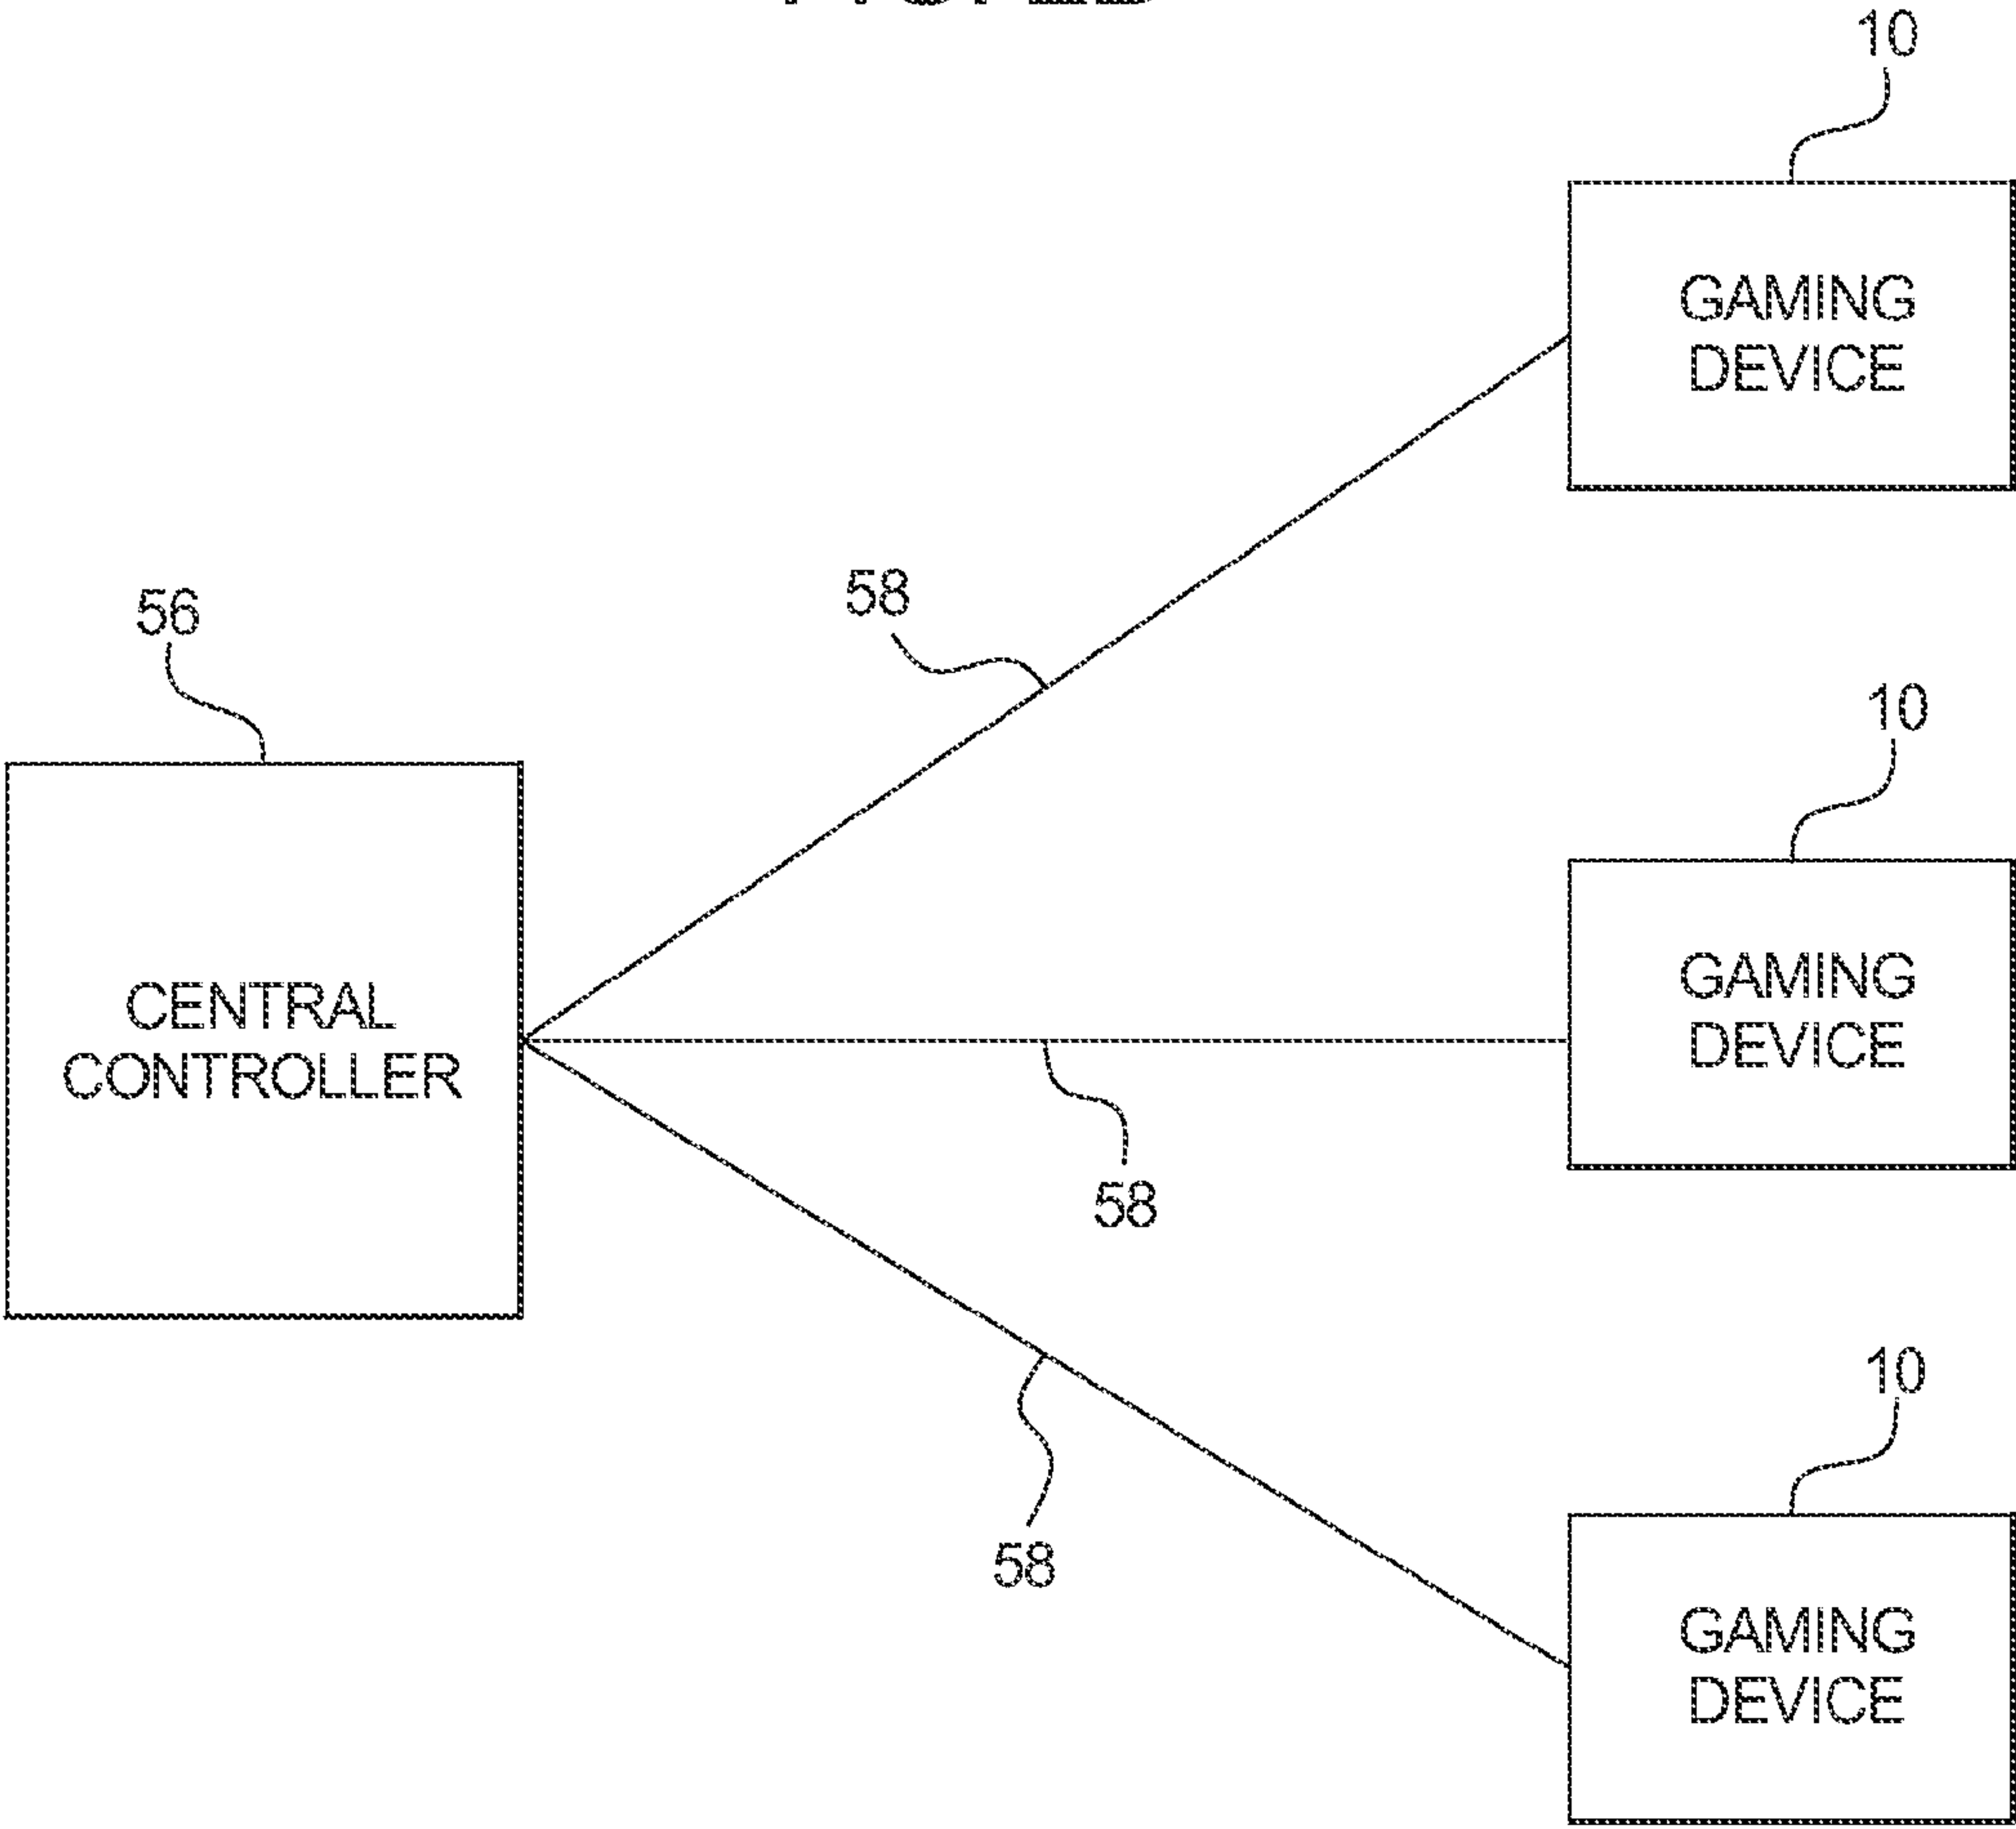 10
GAMING
DEVICE
58
56
10
GAMING
DEVICE
CENTRAL
CONTROLLER
58
10
58
GAMING
DEVICE